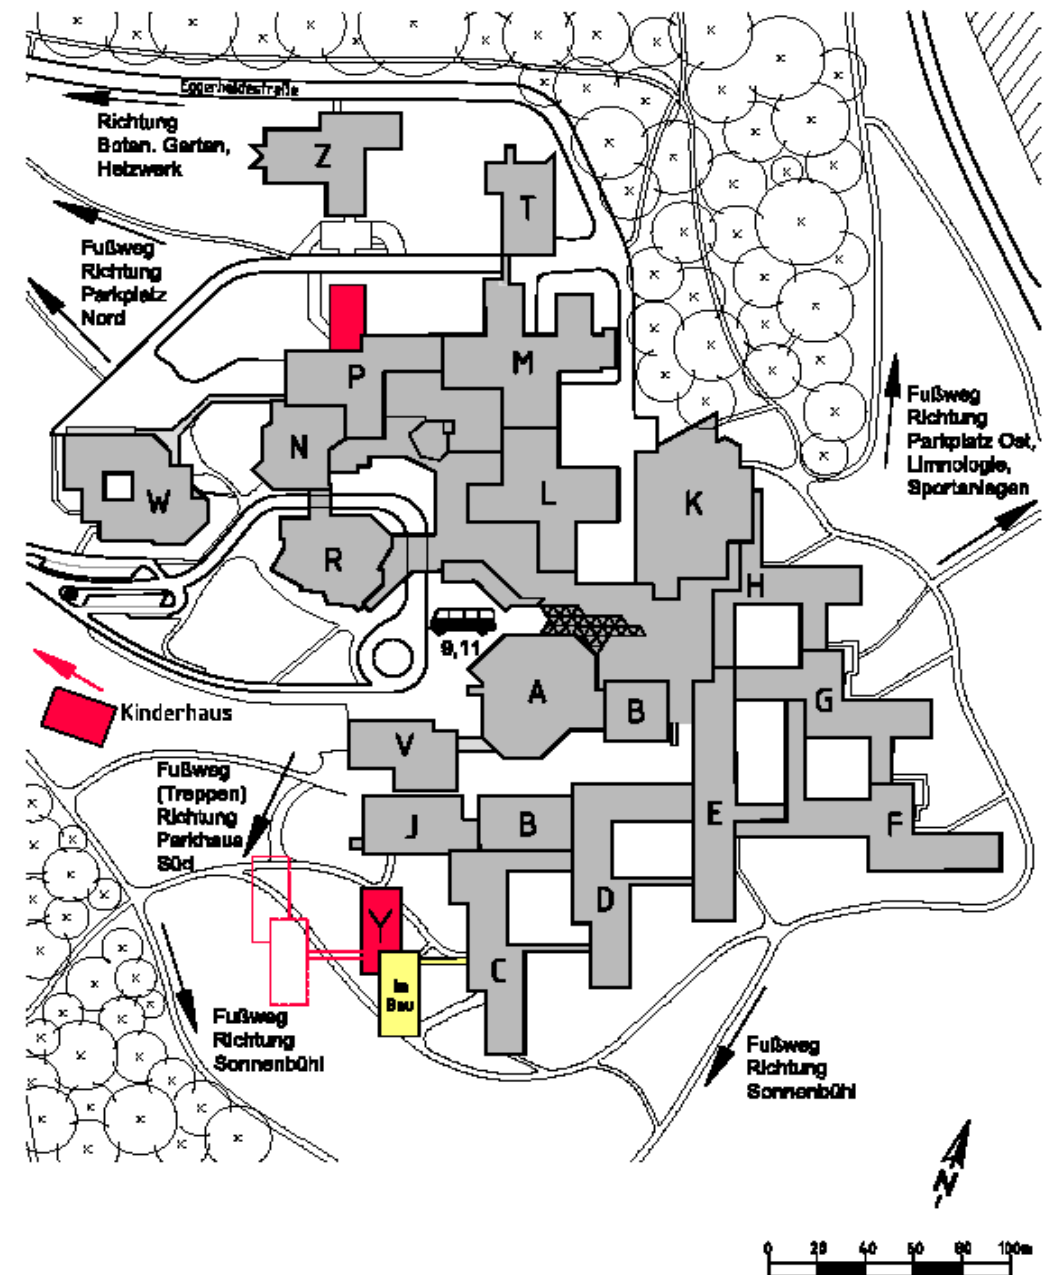 Eggerhaldestraße
Richtung
Botan. Garten,
Heizwerk
Z
T
Fußweg
Richtung
Parkplatz
Nord
M
P
Fußweg
Richtung
Parkplatz Ost,
Limnologie,
Sportanlagen
N
W
L
K
R
H
9,11
A
B
G
Kinderhaus
V
Fußweg
(Treppen)
Richtung
Parkhaus
Süd
J
B
E
F
D
Y
C
Im
Bau
Fußweg
Richtung
Sonnenbühl
Fußweg
Richtung
Sonnenbühl
N
0 20 40 60 80 100m